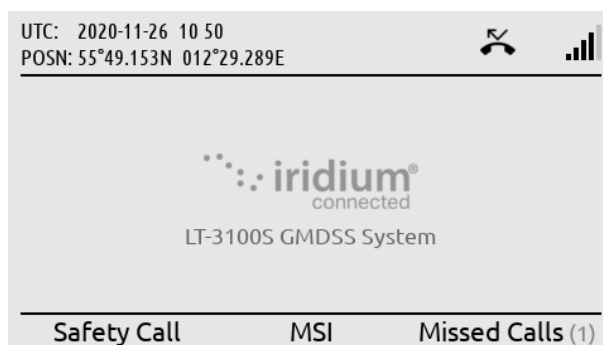 UTC: 2020-11-26 10 50
POSN: 55°49.153N 012°29.289E
iridium®
connected
LT-3100S GMDSS System
Safety Call MSI Missed Calls (1)